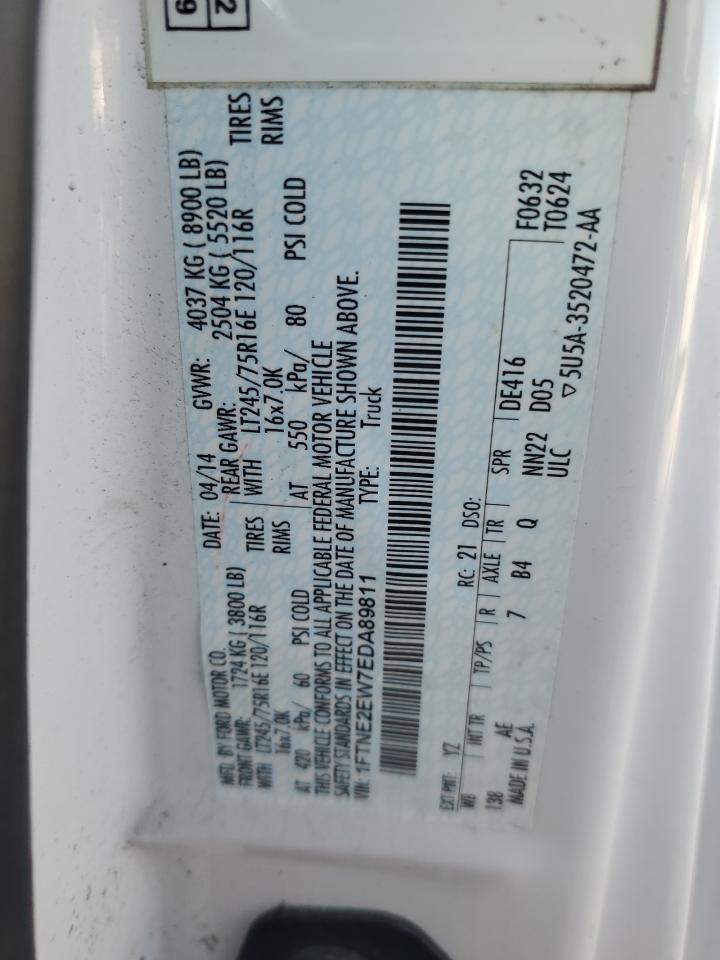 2
9
MFD. BY FORD MOTOR CO.
DATE: 04/14 GVWR: 4037 KG ( 8900 LB)
FRONT GAWR: 1724 KG ( 3800 LB)
REAR GAWR: 2504 KG ( 5520 LB)
WITH LT245/75R16E 120/116R TIRES
WITH LT245/75R16E 120/116R TIRES
16x7.0K RIMS
16x7.0K RIMS
AT 420 kPa/ 60 PSI COLD
AT 550 kPa/ 80 PSI COLD
THIS VEHICLE CONFORMS TO ALL APPLICABLE FEDERAL MOTOR VEHICLE
SAFETY STANDARDS IN EFFECT ON THE DATE OF MANUFACTURE SHOWN ABOVE.
VIN: 1FTNE2EW7EDA89811 TYPE: Truck
F0632
T0624
EXT PNT: YZ RC: 21 DSO:
WB INT TR TP/PS R AXLE TR SPR DE416
138 AE 7 B4 Q NN22 D05
MADE IN U.S.A. ULC
▽5U5A-3520472-AA